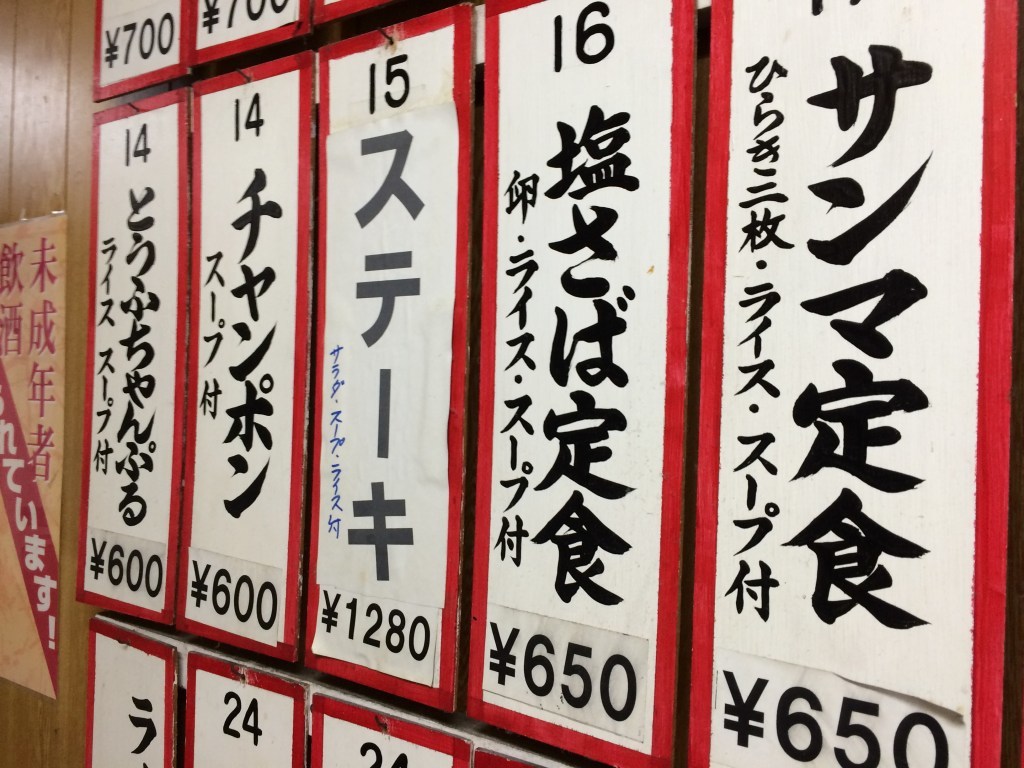 ¥700
¥700
17
サンマ定食
ひらき二枚・ライス・スープ付
¥650
16
塩さば定食
卵・ライス・スープ付
¥650
15
ステーキ
サラダ・スープ・ライス付
¥1280
14
チャンポン
スープ付
¥600
14
とうふちゃんぷる
ライス スープ付
¥600
未成年者
飲酒
れています!
24
24
ラ